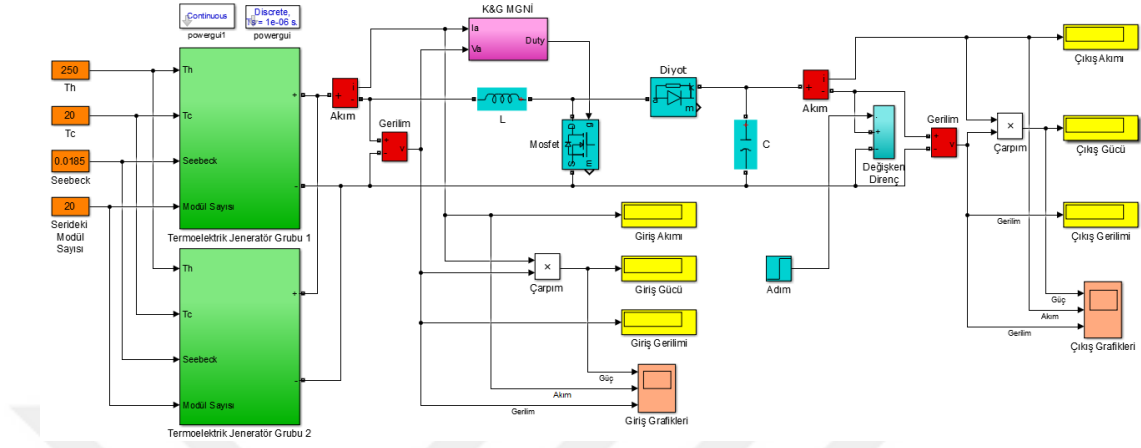 Continuous
powergui1
Discrete,
Ts = 1e-06 s.
powergui
250
Th
20
Tc
0.0185
Seebeck
20
Serideki
Modül
Sayısı
Th
Tc
Seebeck
Modül Sayısı
+
-
Termoelektrik Jeneratör Grubu 1
Th
Tc
Seebeck
Modül Sayısı
+
-
Termoelektrik Jeneratör Grubu 2
K&G MGNİ
Ia
Va
Duty
+
i
-
Akım
Gerilim
+
-
v
L
Mosfet
D
g
S
m
Diyot
a
k
m
C
+
i
-
Akım
-
+
-
Değişken
Direnç
Gerilim
+
-
v
×
Çarpım
Çıkış Akımı
Çıkış Gücü
Gerilim
Çıkış Gerilimi
Güç
Akım
Gerilim
Çıkış Grafikleri
Giriş Akımı
×
Çarpım
Giriş Gücü
Giriş Gerilimi
Güç
Akım
Gerilim
Giriş Grafikleri
Adım